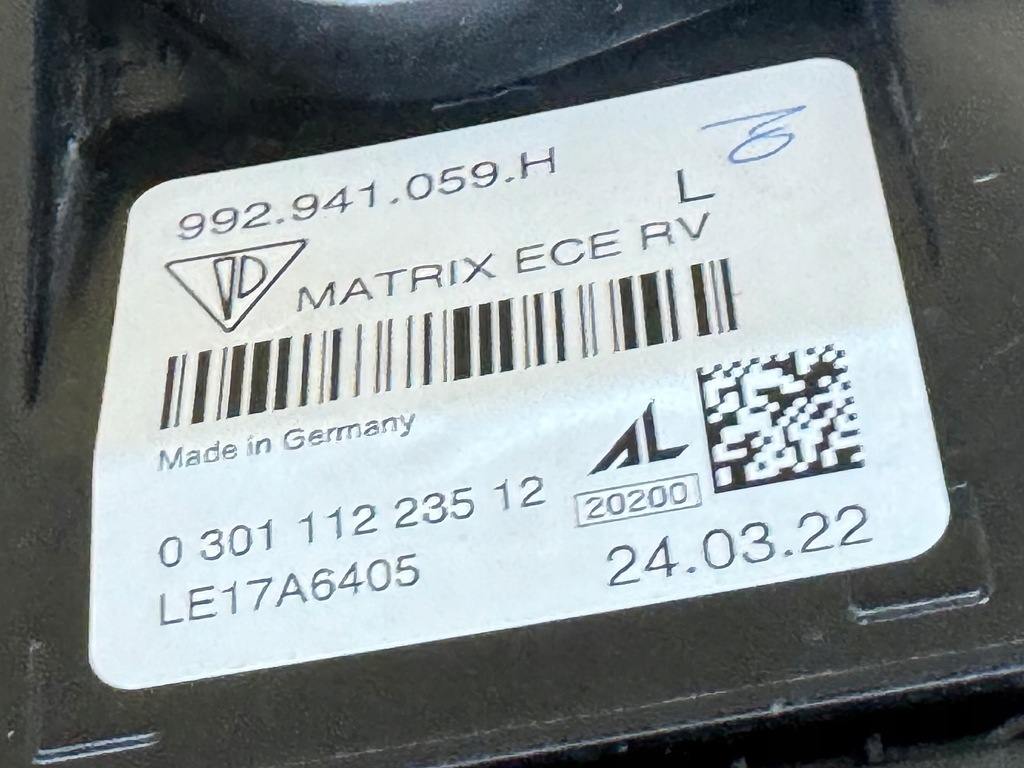 992.941.059.H
L
MATRIX ECE RV
Made in Germany
AL
0 301 112 235 12
20200
LE17A6405
24.03.22